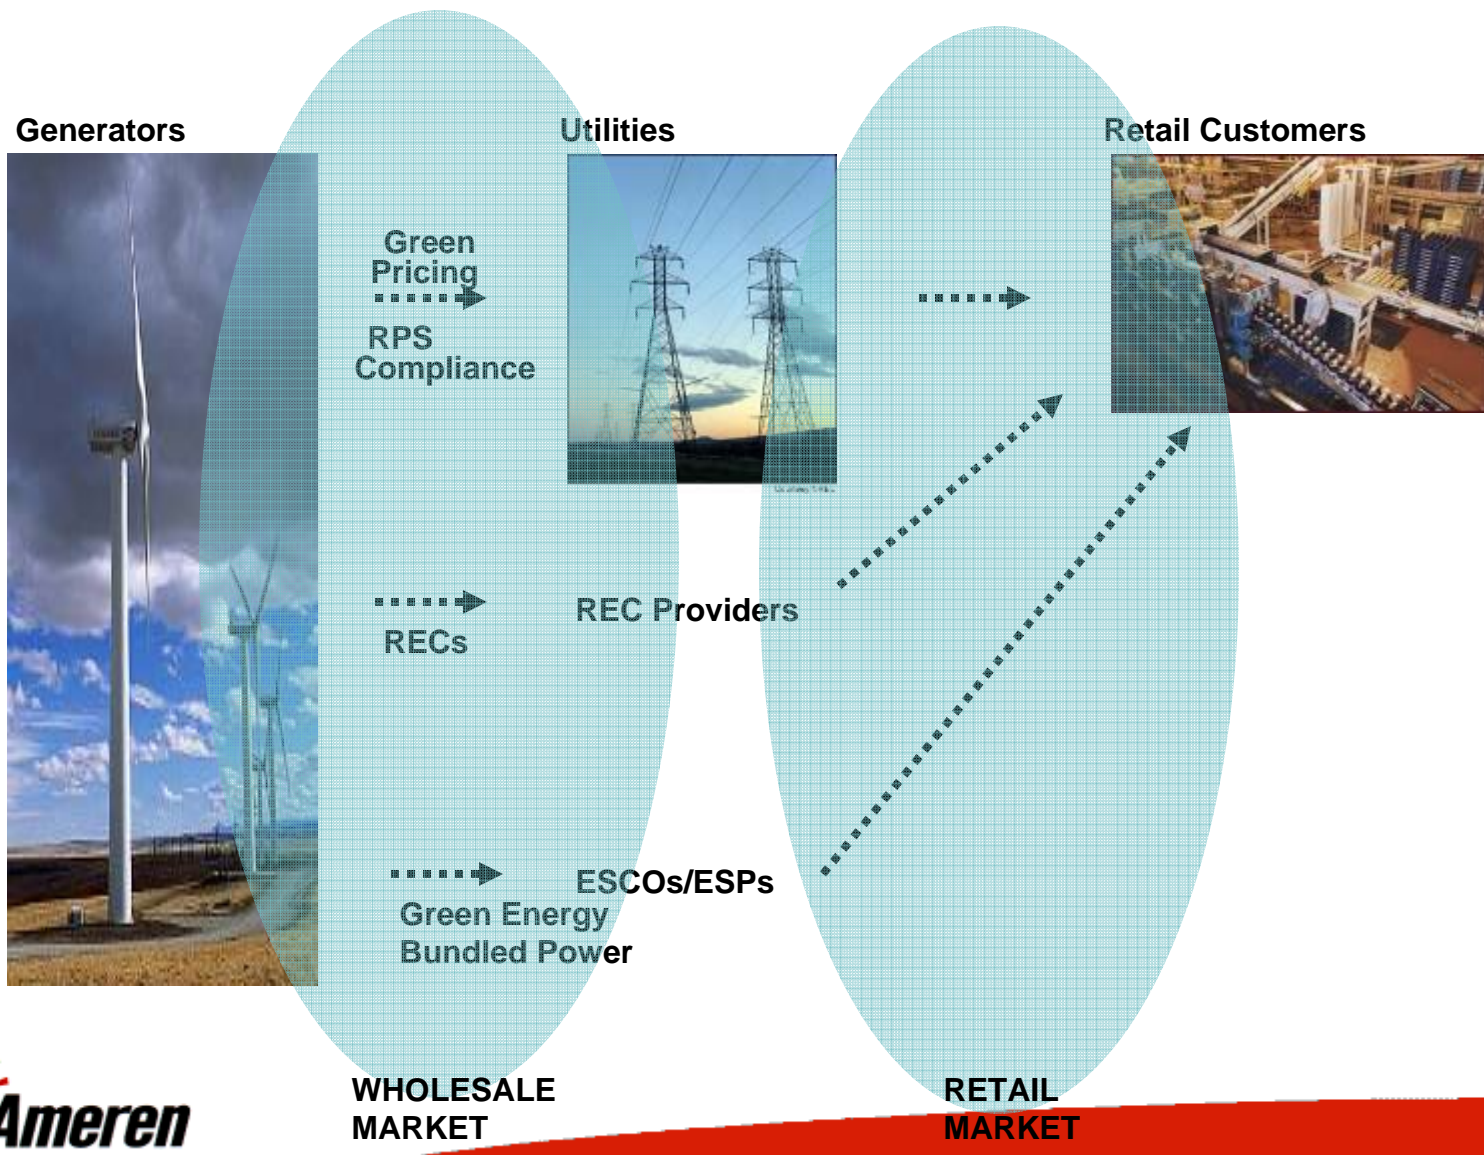 Generators
Utilities
Retail Customers
Green
Pricing
RPS
Compliance
RECs
REC Providers
ESCOs/ESPs
Green Energy
Bundled Power
WHOLESALE
MARKET
RETAIL
MARKET
Ameren